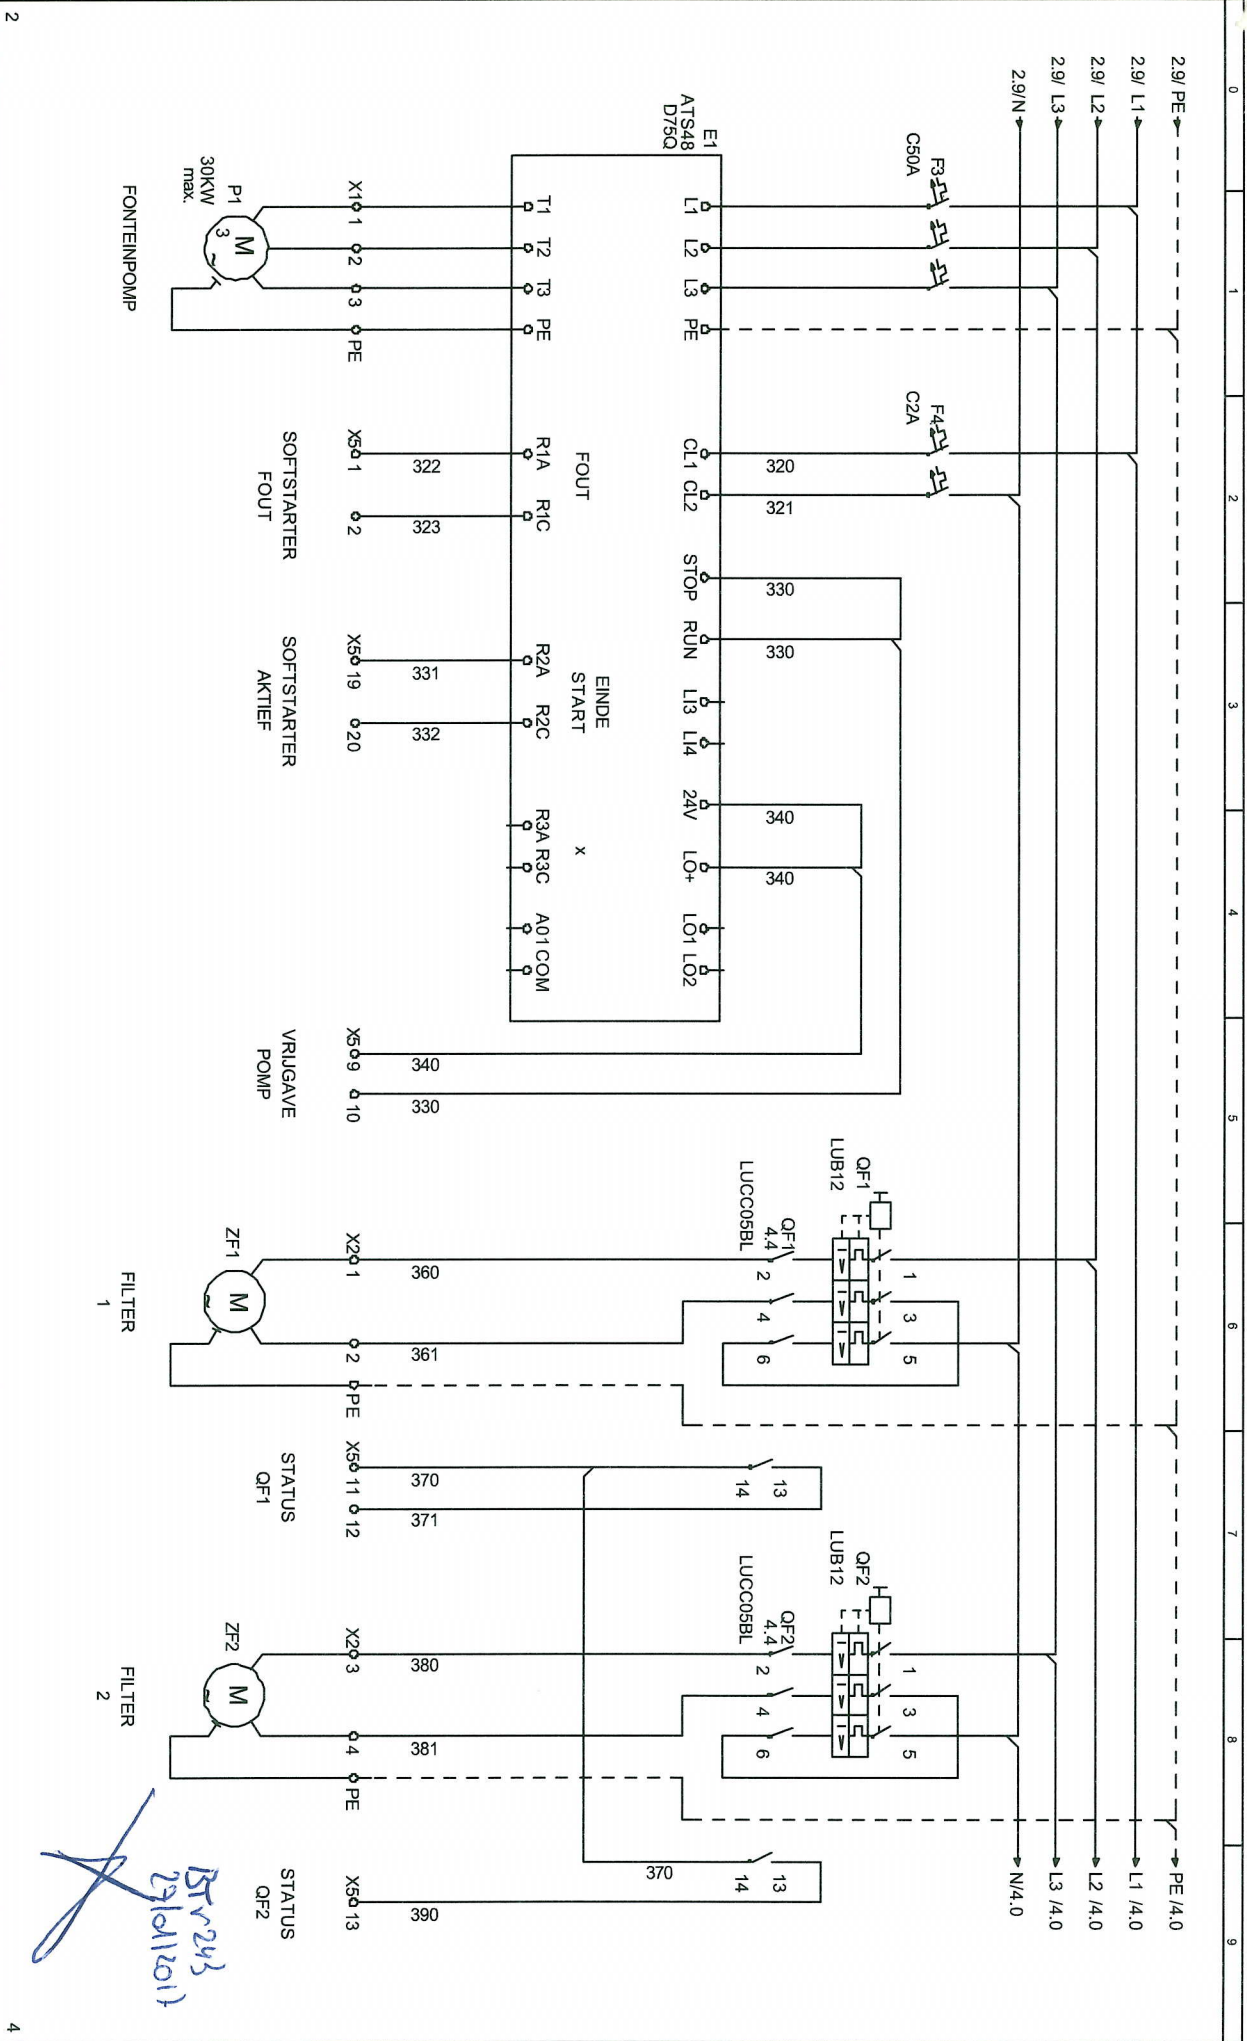 0 1 2 3 4 5 6 7 8 9
2.9/ PE PE /4.0
2.9/ L1 L1 /4.0
2.9/ L2 L2 /4.0
2.9/ L3 L3 /4.0
2.9/N N/4.0
F3
C50A
F4
C2A
E1
ATS48
D75Q
L1 L2 L3 PE CL1 CL2 STOP RUN LI3 LI4 24V LO+ LO1 LO2
320 321 330 330 340 340
FOUT
EINDE
START
x
T1 T2 T3 PE R1A R1C R2A R2C R3A R3C A01 COM
322 323 331 332 340 330
X1 1 2 3 PE
X5 1 2
X5 19 20
X5 9 10
P1
30KW
max.
M
3
~
FONTEINPOMP
SOFTSTARTER
FOUT
SOFTSTARTER
AKTIEF
VRIJGAVE
POMP
QF1
LUB12
1 3 5
QF1
4.4
LUCC05BL
2 4 6
360 361
X2 1 2 PE
ZF1
M
~
FILTER
1
13
14
370 371
X5 11 12
STATUS
QF1
QF2
LUB12
1 3 5
QF2
4.4
LUCC05BL
2 4 6
380 381
X2 3 4 PE
ZF2
M
~
FILTER
2
13
14
370
390
X5 13
STATUS
QF2
BTV243
27/01/2017
2 4